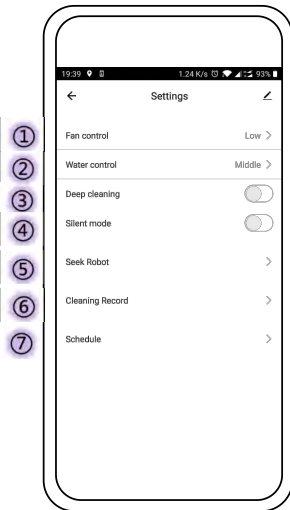 19:39 1.24 K/s 93%
← Settings
① Fan control Low >
② Water control Middle >
③ Deep cleaning
④ Silent mode
⑤ Seek Robot >
⑥ Cleaning Record >
⑦ Schedule >